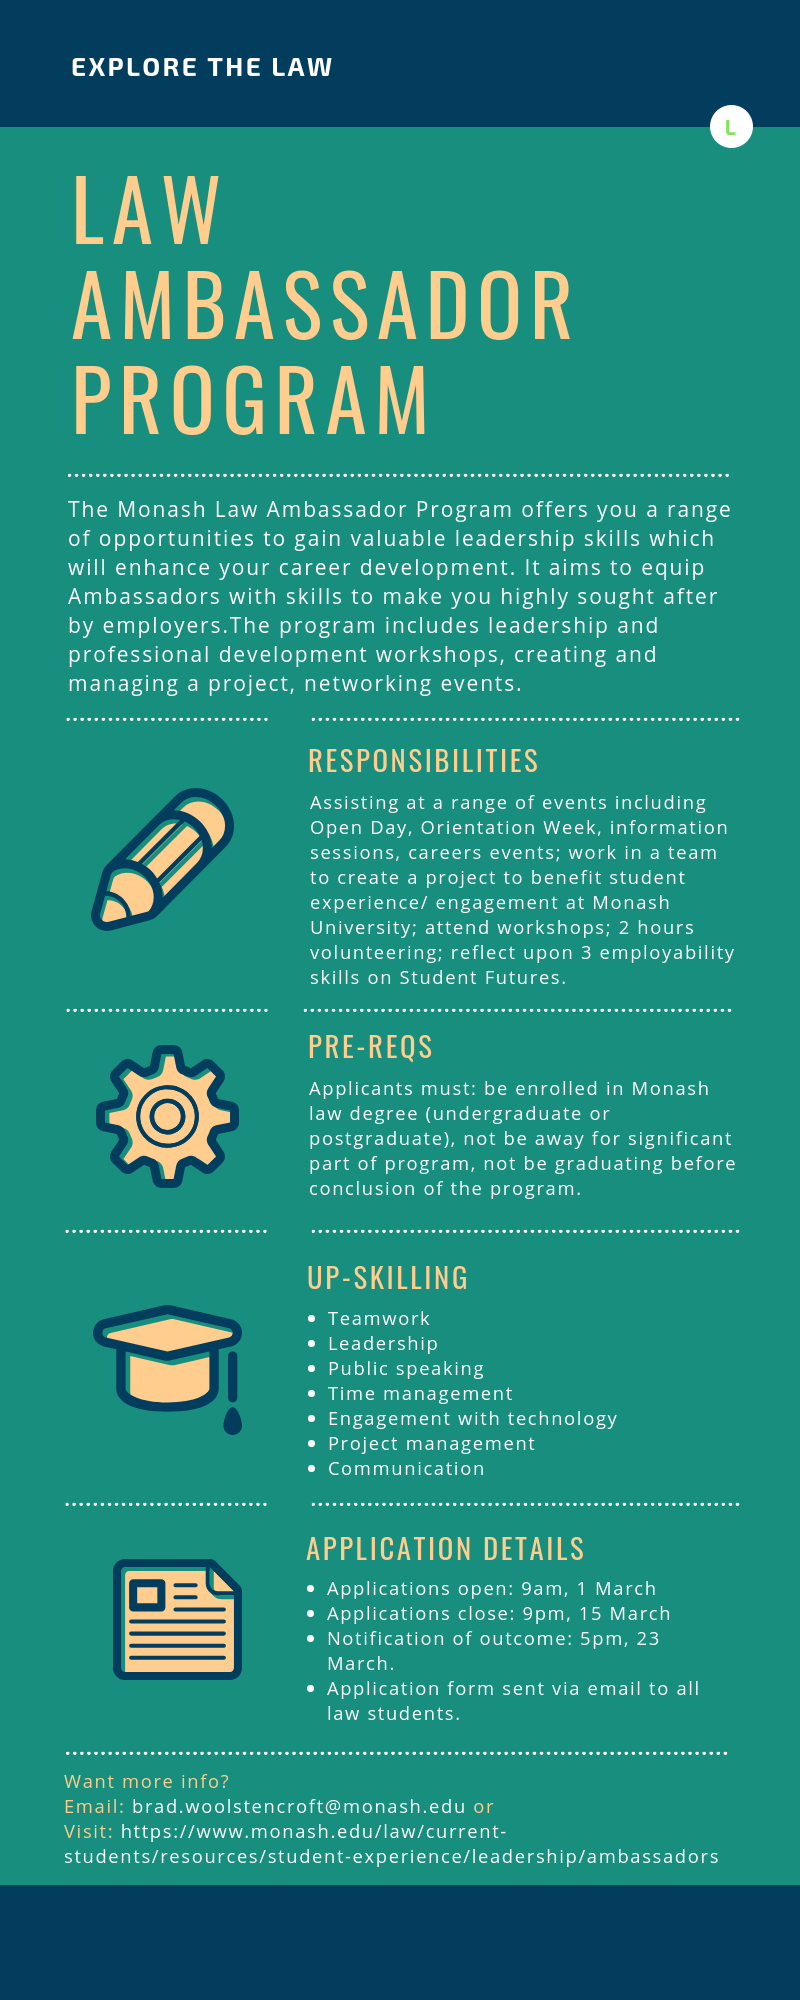 EXPLORE THE LAW
L
LAW
AMBASSADOR
PROGRAM
The Monash Law Ambassador Program offers you a range
of opportunities to gain valuable leadership skills which
will enhance your career development. It aims to equip
Ambassadors with skills to make you highly sought after
by employers.The program includes leadership and
professional development workshops, creating and
managing a project, networking events.
RESPONSIBILITIES
Assisting at a range of events including
Open Day, Orientation Week, information
sessions, careers events; work in a team
to create a project to benefit student
experience/ engagement at Monash
University; attend workshops; 2 hours
volunteering; reflect upon 3 employability
skills on Student Futures.
PRE-REQS
Applicants must: be enrolled in Monash
law degree (undergraduate or
postgraduate), not be away for significant
part of program, not be graduating before
conclusion of the program.
UP-SKILLING
• Teamwork
• Leadership
• Public speaking
• Time management
• Engagement with technology
• Project management
• Communication
APPLICATION DETAILS
• Applications open: 9am, 1 March
• Applications close: 9pm, 15 March
• Notification of outcome: 5pm, 23
March.
• Application form sent via email to all
law students.
Want more info?
Email: brad.woolstencroft@monash.edu or
Visit: https://www.monash.edu/law/current-
students/resources/student-experience/leadership/ambassadors